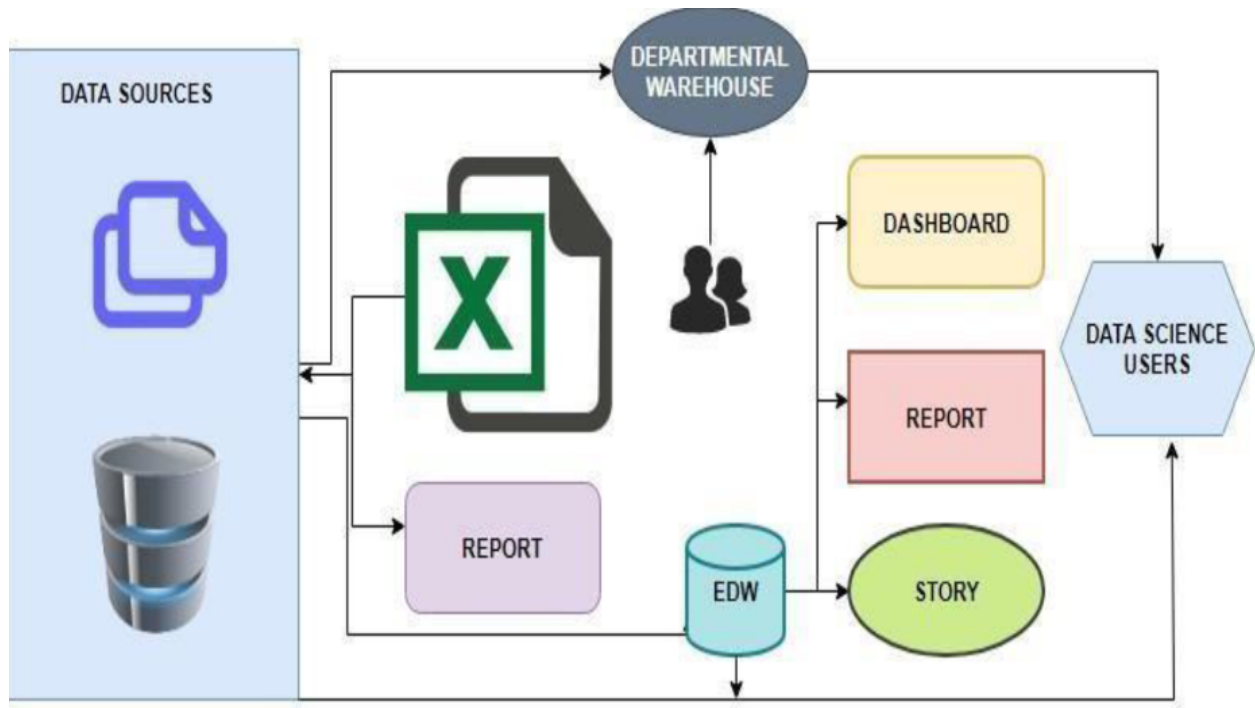 DATA SOURCES
DEPARTMENTAL
WAREHOUSE
X
DASHBOARD
DATA SCIENCE
USERS
REPORT
REPORT
EDW
STORY